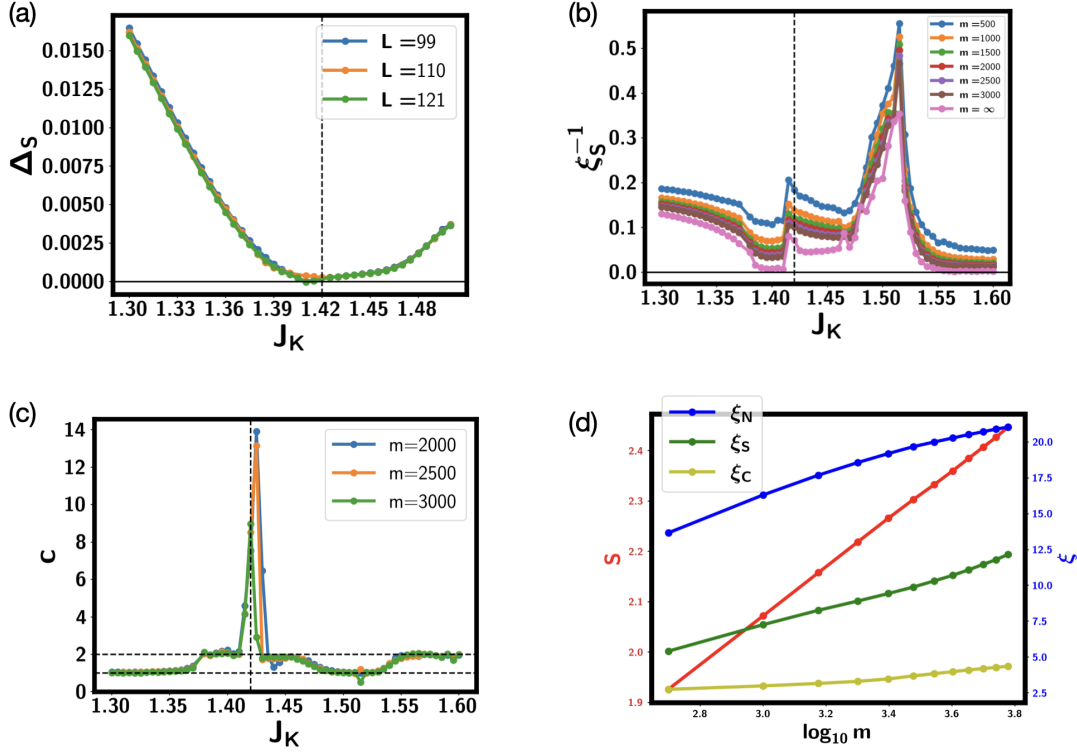 (a)
0.0150
0.0125
0.0100
0.0075
0.0050
0.0025
0.0000
Δ_S
L =99
L =110
L =121
1.30 1.33 1.36 1.39 1.42 1.45 1.48
J_K
(b)
0.5
0.4
0.3
0.2
0.1
0.0
ξ_S^{-1}
m =500
m =1000
m =1500
m =2000
m =2500
m =3000
m = ∞
1.30 1.35 1.40 1.45 1.50 1.55 1.60
J_K
(c)
14
12
10
8
6
4
2
0
c
m=2000
m=2500
m=3000
1.30 1.35 1.40 1.45 1.50 1.55 1.60
J_K
(d)
ξ_N
ξ_S
ξ_C
2.4
2.3
2.2
2.1
2.0
1.9
S
20.0
17.5
15.0
12.5
10.0
7.5
5.0
2.5
ξ
2.8 3.0 3.2 3.4 3.6 3.8
log₁₀ m